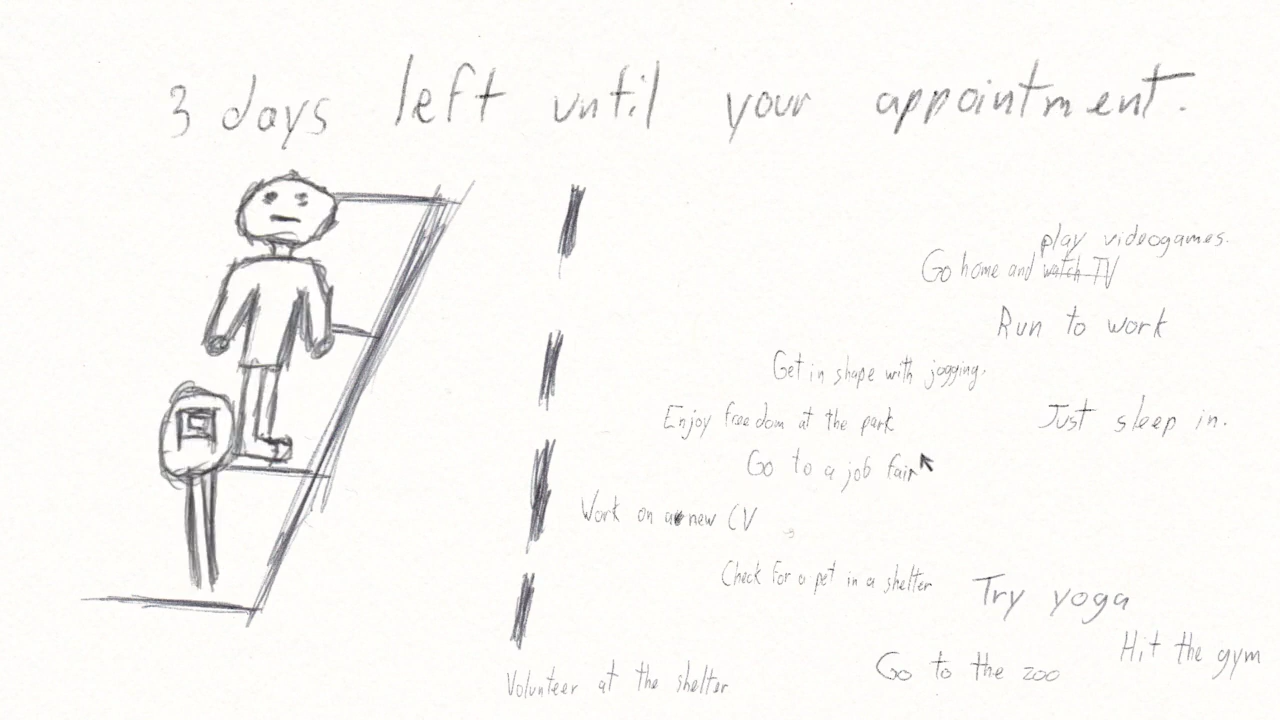 3 days left until your appointment.
play videogames.
Go home and watch TV
Run to work
Get in shape with jogging.
Enjoy freedom at the park
Just sleep in.
Go to a job fair
Work on a new CV
Check for a pet in a shelter
Try yoga
Hit the gym
Go to the zoo
Volunteer at the shelter